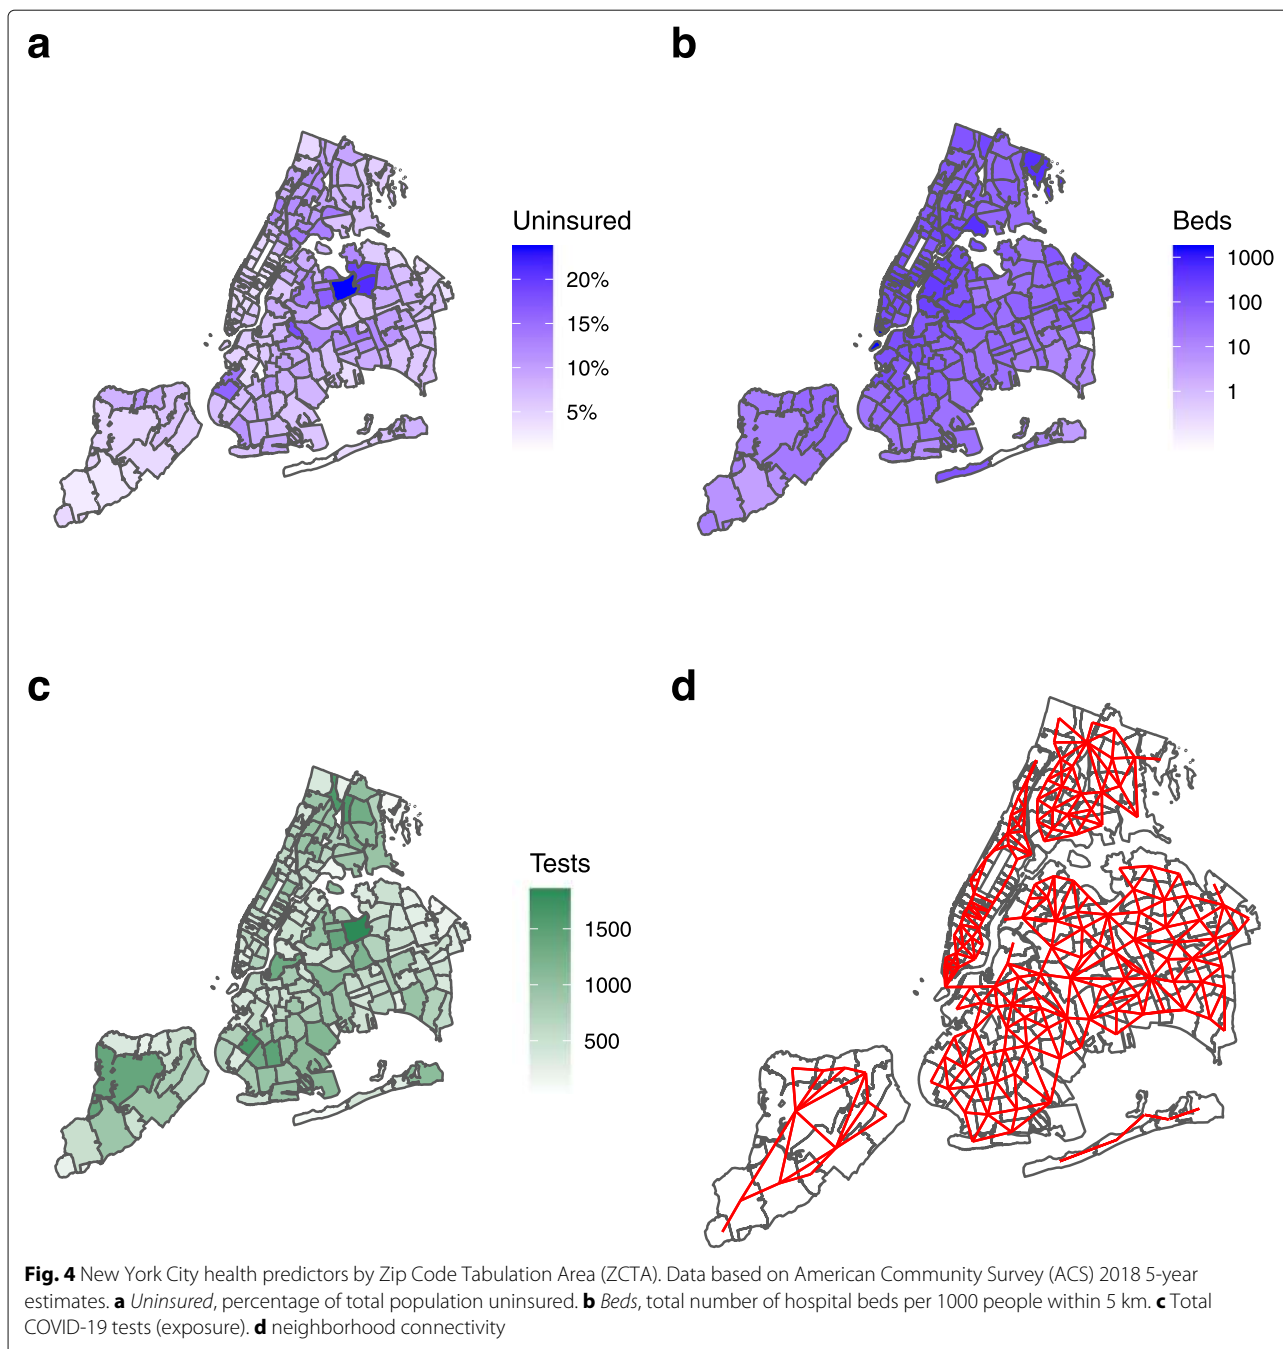 a
b
Uninsured
20%
15%
10%
5%
Beds
1000
100
10
1
c
d
Tests
1500
1000
500
Fig. 4 New York City health predictors by Zip Code Tabulation Area (ZCTA). Data based on American Community Survey (ACS) 2018 5-year
estimates. a Uninsured, percentage of total population uninsured. b Beds, total number of hospital beds per 1000 people within 5 km. c Total
COVID-19 tests (exposure). d neighborhood connectivity